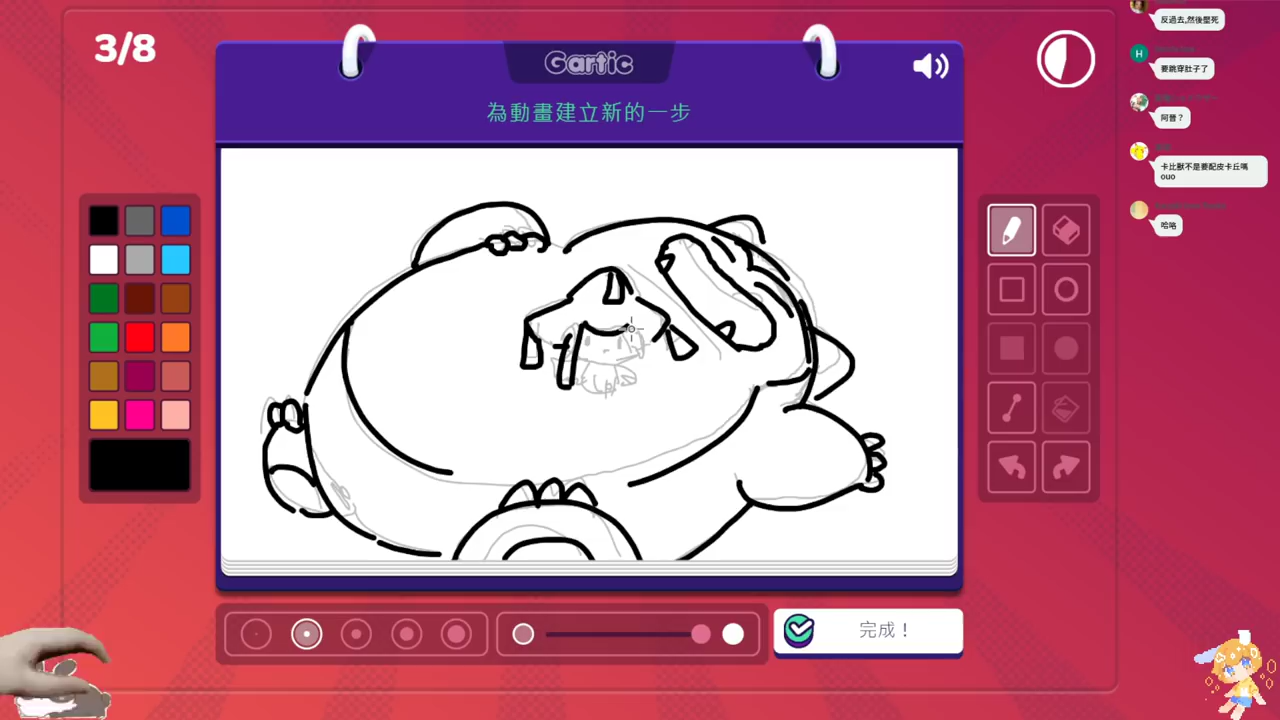 3/8
Gartic
為動畫建立新的一步
完成！
反過去,然後壓死
H
要跳穿肚子了
阿晉？
卡比獸不是要配皮卡丘嗎
ouo
哈咯